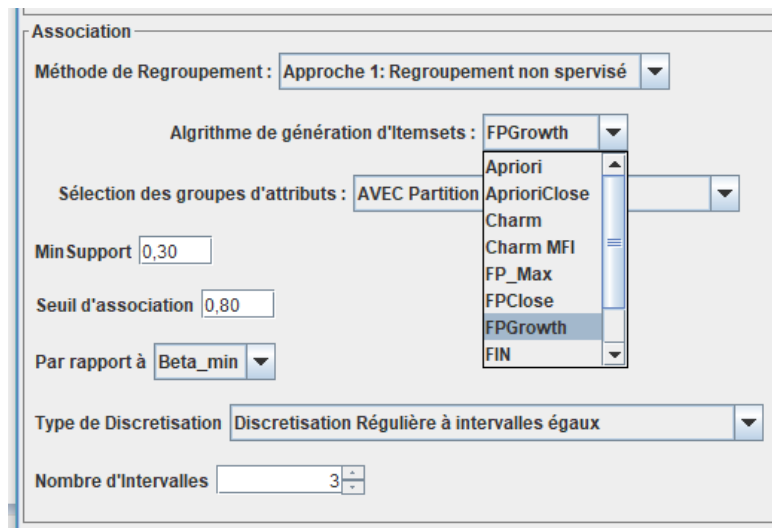 Association
Méthode de Regroupement : Approche 1: Regroupement non spervisé
Algrithme de génération d'Itemsets : FPGrowth
Apriori
Sélection des groupes d'attributs : AVEC Partition AprioriClose
Charm
Charm MFI
MinSupport 0,30
FP_Max
FPClose
Seuil d'association 0,80
FPGrowth
FIN
Par rapport à Beta_min
Type de Discretisation Discretisation Régulière à intervalles égaux
Nombre d'Intervalles 3